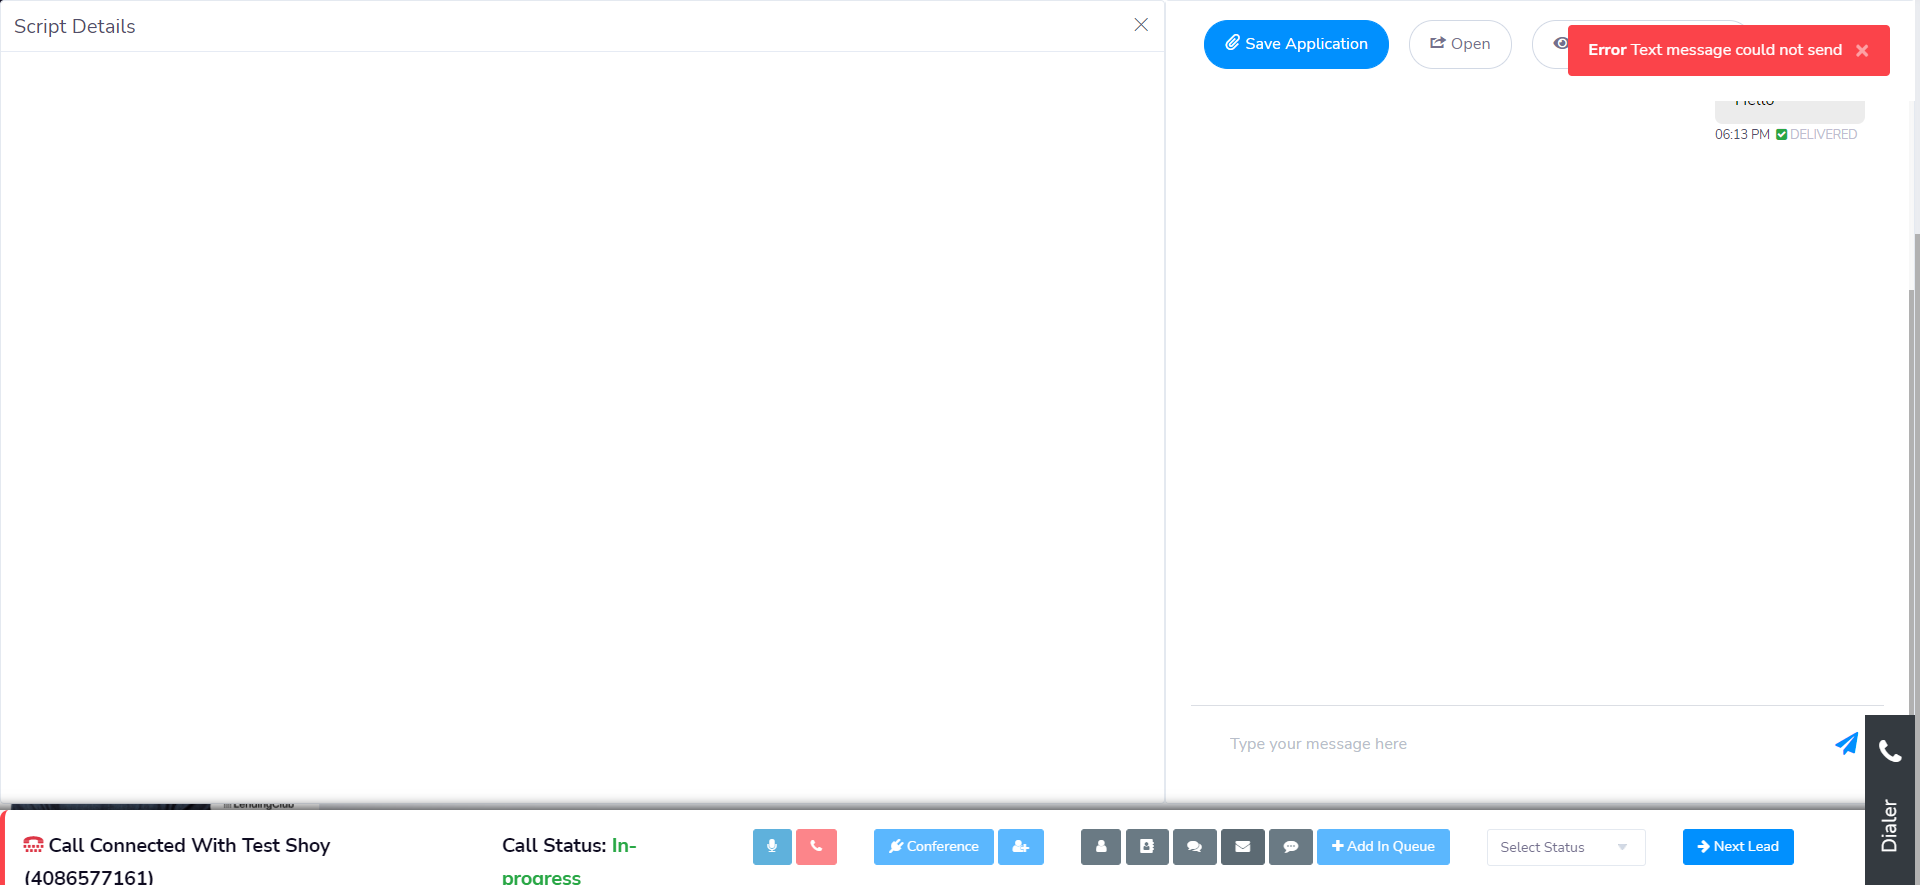 Script Details
Save Application
Open
Error Text message could not send
Hello
06:13 PM DELIVERED
Type your message here
LendingClub
Call Connected With Test Shoy
(4086577161)
Call Status: In-
progress
Conference
Add In Queue
Select Status
Next Lead
Dialer